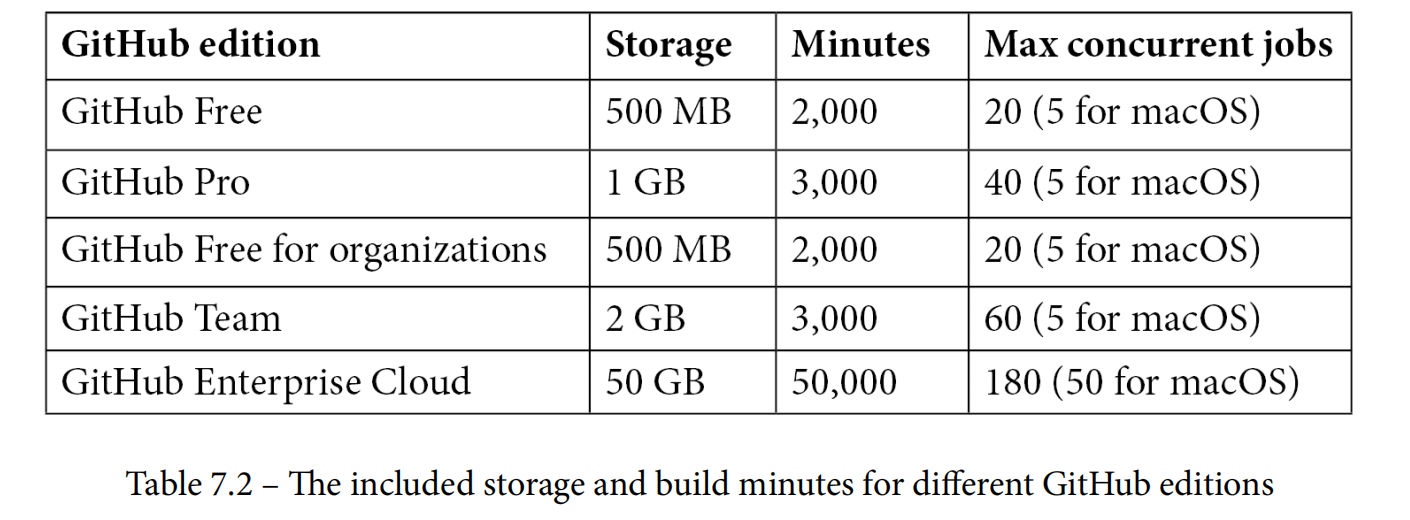 GitHub edition Storage Minutes Max concurrent jobs
GitHub Free 500 MB 2,000 20 (5 for macOS)
GitHub Pro 1 GB 3,000 40 (5 for macOS)
GitHub Free for organizations 500 MB 2,000 20 (5 for macOS)
GitHub Team 2 GB 3,000 60 (5 for macOS)
GitHub Enterprise Cloud 50 GB 50,000 180 (50 for macOS)
Table 7.2 – The included storage and build minutes for different GitHub editions